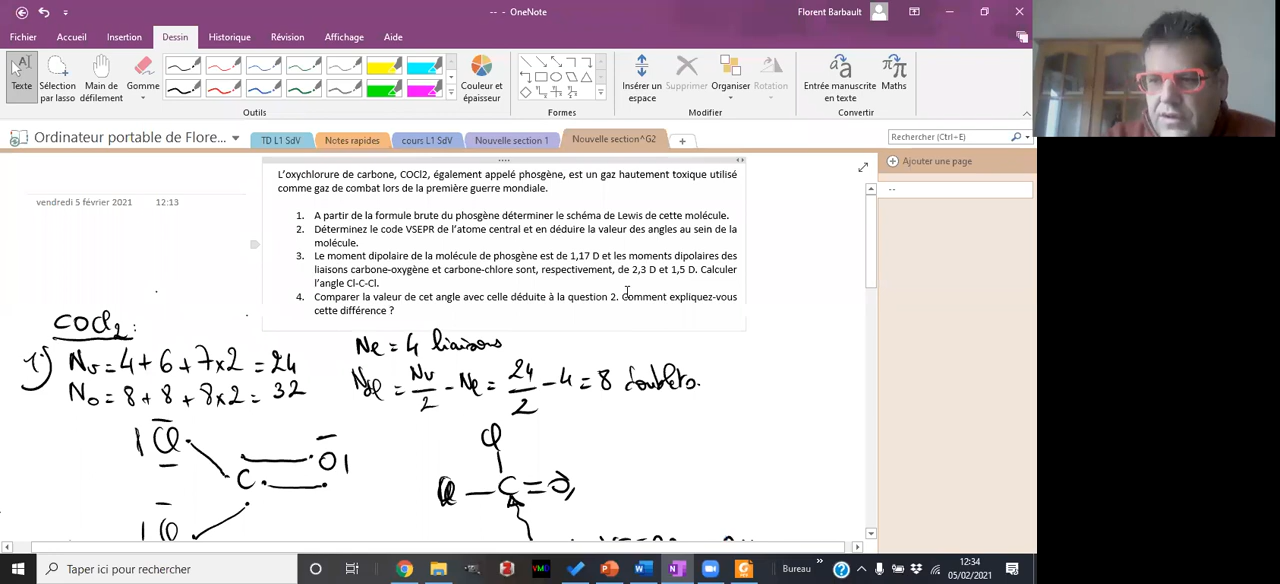 -- - OneNote
Florent Barbault
Fichier Accueil Insertion Dessin Historique Révision Affichage Aide
Texte
Sélection par lasso
Main de défilement
Gomme
Couleur et épaisseur
Insérer un espace
Supprimer
Organiser
Rotation
Entrée manuscrite en texte
Maths
Outils Formes Modifier Convertir
Ordinateur portable de Flore...
TD L1 SdV
Notes rapides
cours L1 SdV
Nouvelle section 1
Nouvelle section^G2
Rechercher (Ctrl+E)
Ajouter une page
--
vendredi 5 février 2021 12:13
L'oxychlorure de carbone, COCl2, également appelé phosgène, est un gaz hautement toxique utilisé
comme gaz de combat lors de la première guerre mondiale.
1. A partir de la formule brute du phosgène déterminer le schéma de Lewis de cette molécule.
2. Déterminez le code VSEPR de l'atome central et en déduire la valeur des angles au sein de la
molécule.
3. Le moment dipolaire de la molécule de phosgène est de 1,17 D et les moments dipolaires des
liaisons carbone-oxygène et carbone-chlore sont, respectivement, de 2,3 D et 1,5 D. Calculer
l'angle Cl-C-Cl.
4. Comparer la valeur de cet angle avec celle déduite à la question 2. Comment expliquez-vous
cette différence ?
COCl2:
1°) Nv = 4 + 6 + 7x2 = 24
No = 8 + 8 + 8x2 = 32
Ne = 4 liaisons
Nde = Nv/2 - Ne = 24/2 - 4 = 8 doublets.
Cl C O
Cl
Cl
Cl C = O
Taper ici pour rechercher
Bureau
12:34
05/02/2021